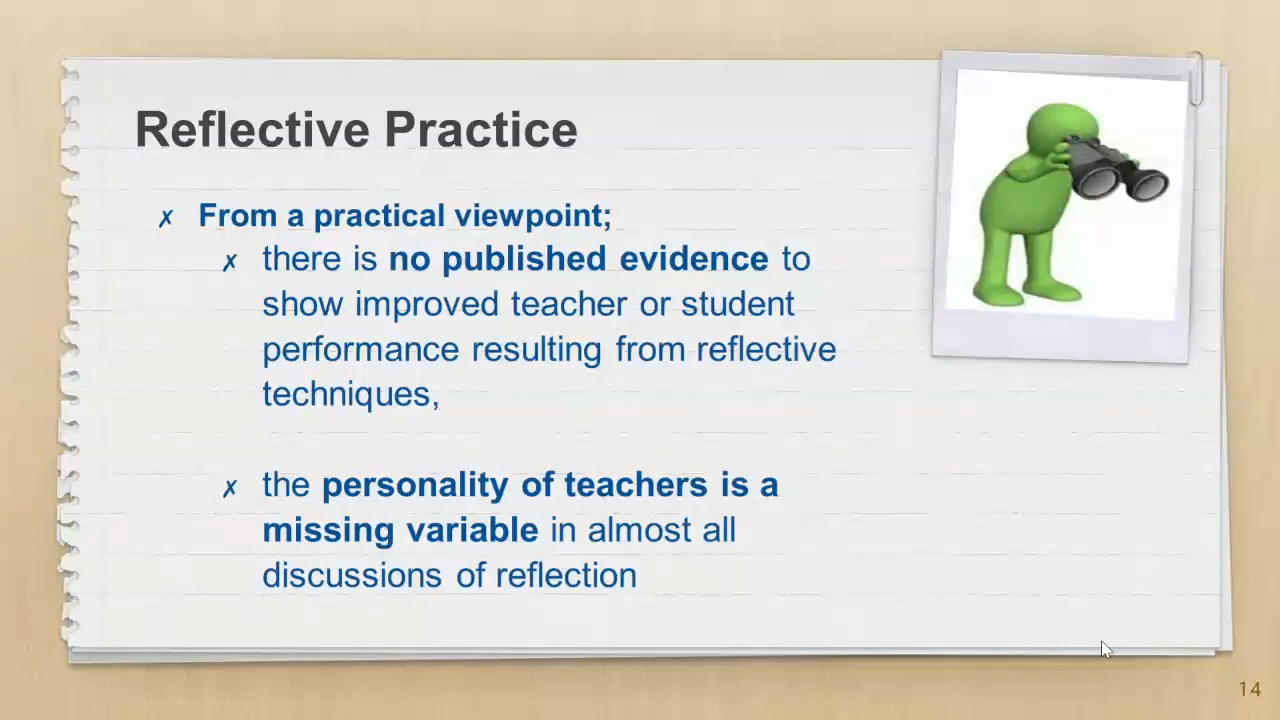 Reflective Practice
✗ From a practical viewpoint;
✗ there is no published evidence to
show improved teacher or student
performance resulting from reflective
techniques,
✗ the personality of teachers is a
missing variable in almost all
discussions of reflection
14